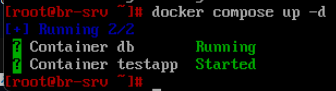 [root@br-srv ~]# docker compose up -d
[+] Running 2/2
? Container db Running
? Container testapp Started
[root@br-srv ~]#